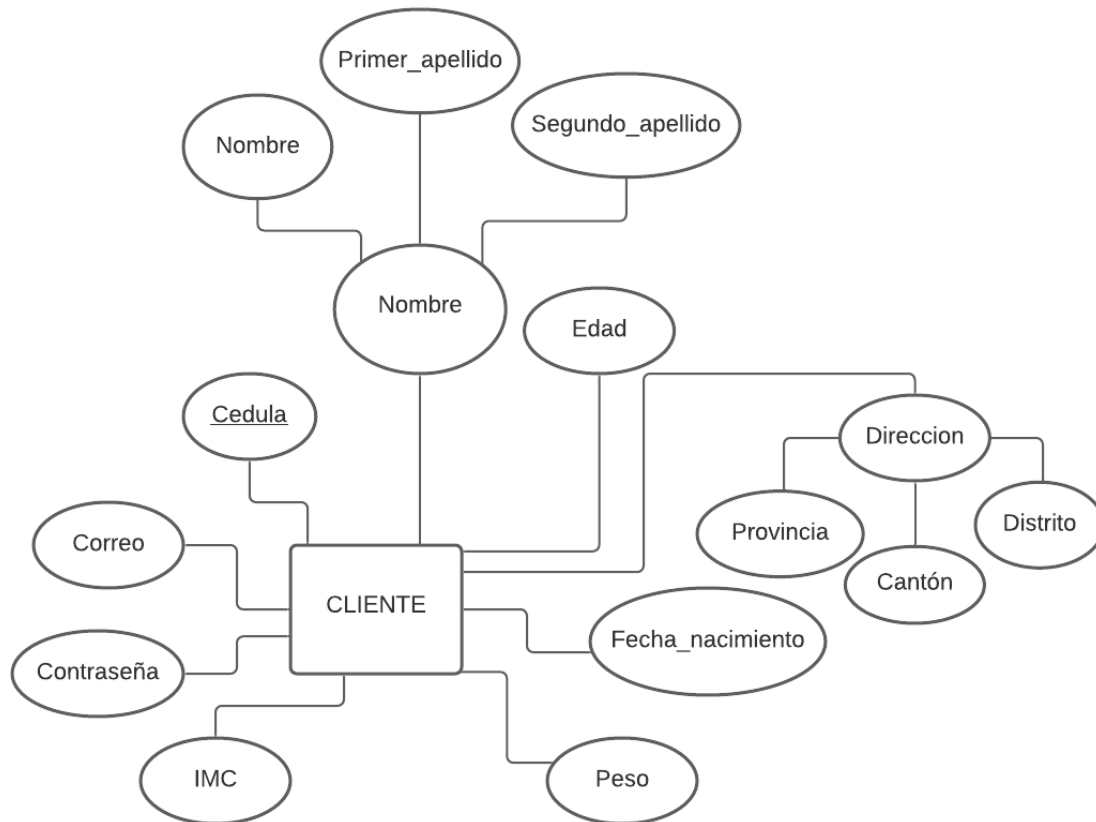 Primer_apellido
Segundo_apellido
Nombre
Nombre
Edad
Cedula
Direccion
Provincia
Distrito
Cantón
Correo
CLIENTE
Fecha_nacimiento
Contraseña
IMC
Peso